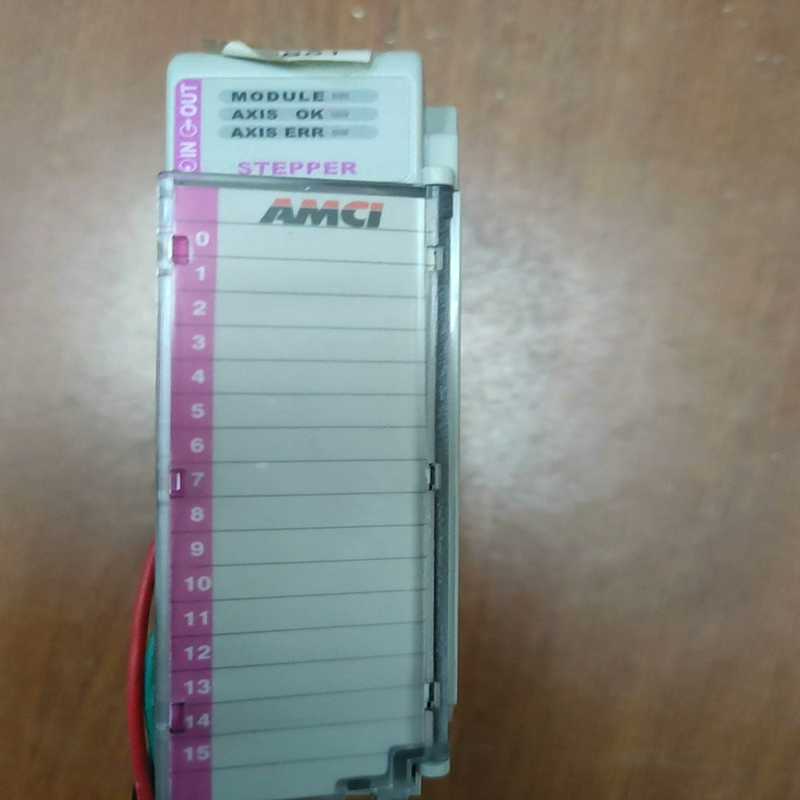 MODULE
AXIS OK
AXIS ERR
IN OUT
STEPPER
AMCI
0
1
2
3
4
5
6
7
8
9
10
11
12
13
14
15